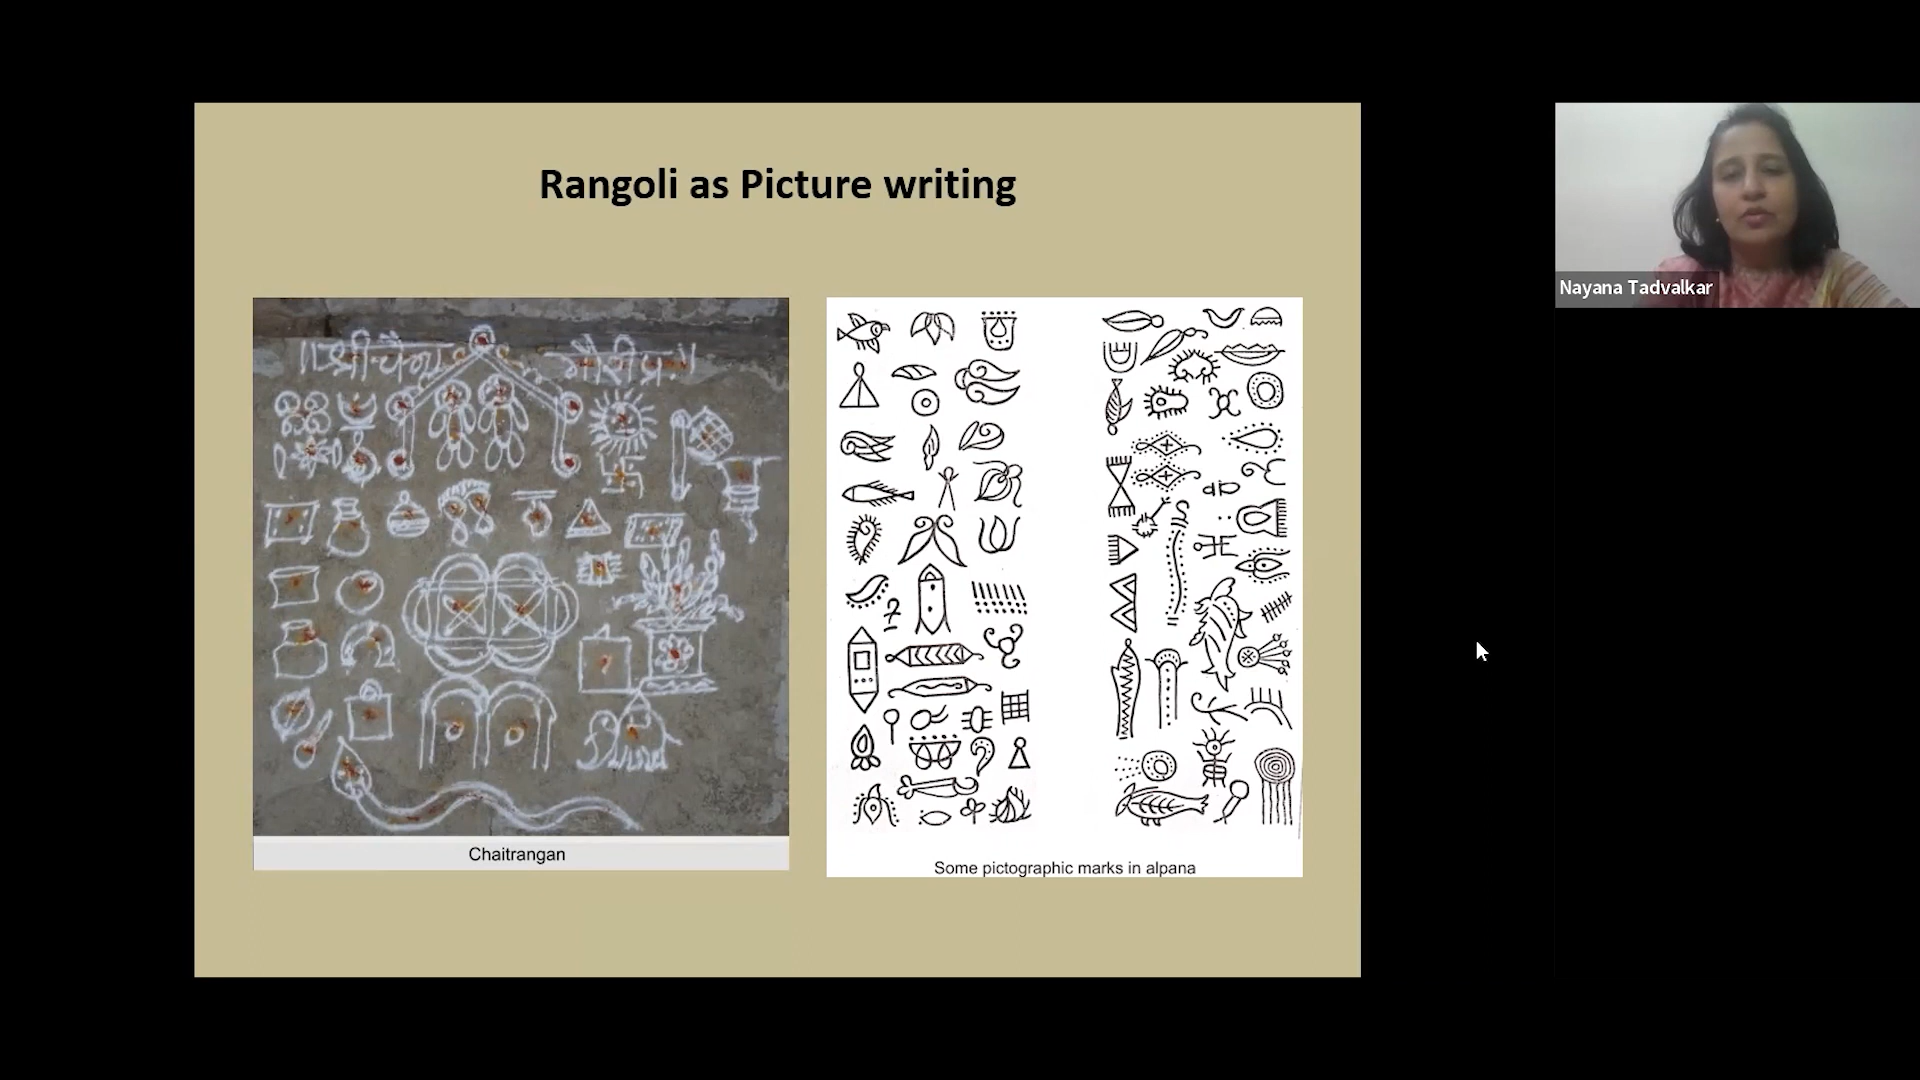 Rangoli as Picture writing
Nayana Tadvalkar
Chaitrangan
Some pictographic marks in alpana